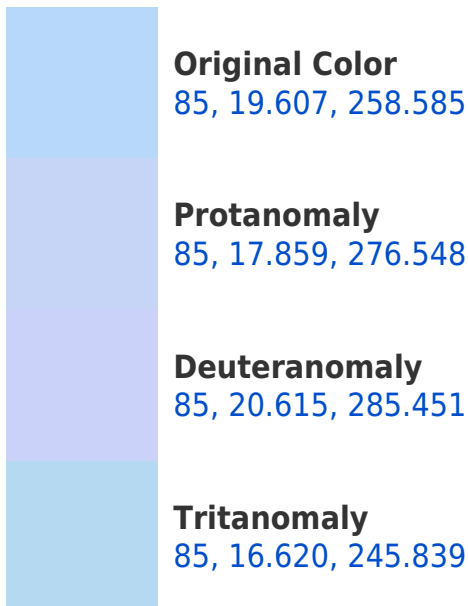 Original Color
85, 19.607, 258.585
Protanomaly
85, 17.859, 276.548
Deuteranomaly
85, 20.615, 285.451
Tritanomaly
85, 16.620, 245.839